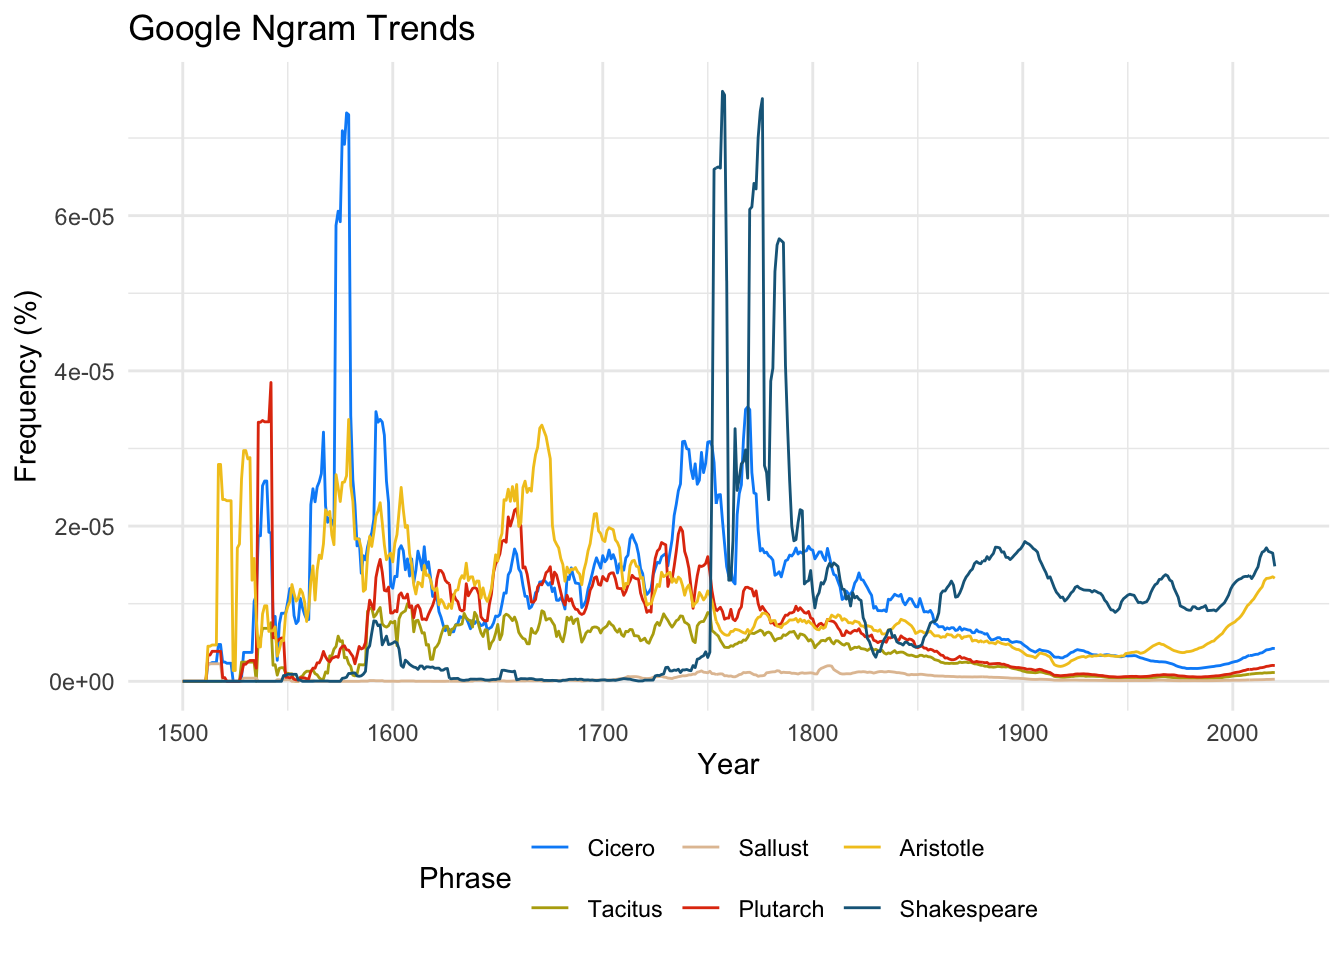 Google Ngram Trends
Frequency (%)
6e-05
4e-05
2e-05
0e+00
1500 1600 1700 1800 1900 2000
Year
Phrase
Cicero Sallust Aristotle
Tacitus Plutarch Shakespeare